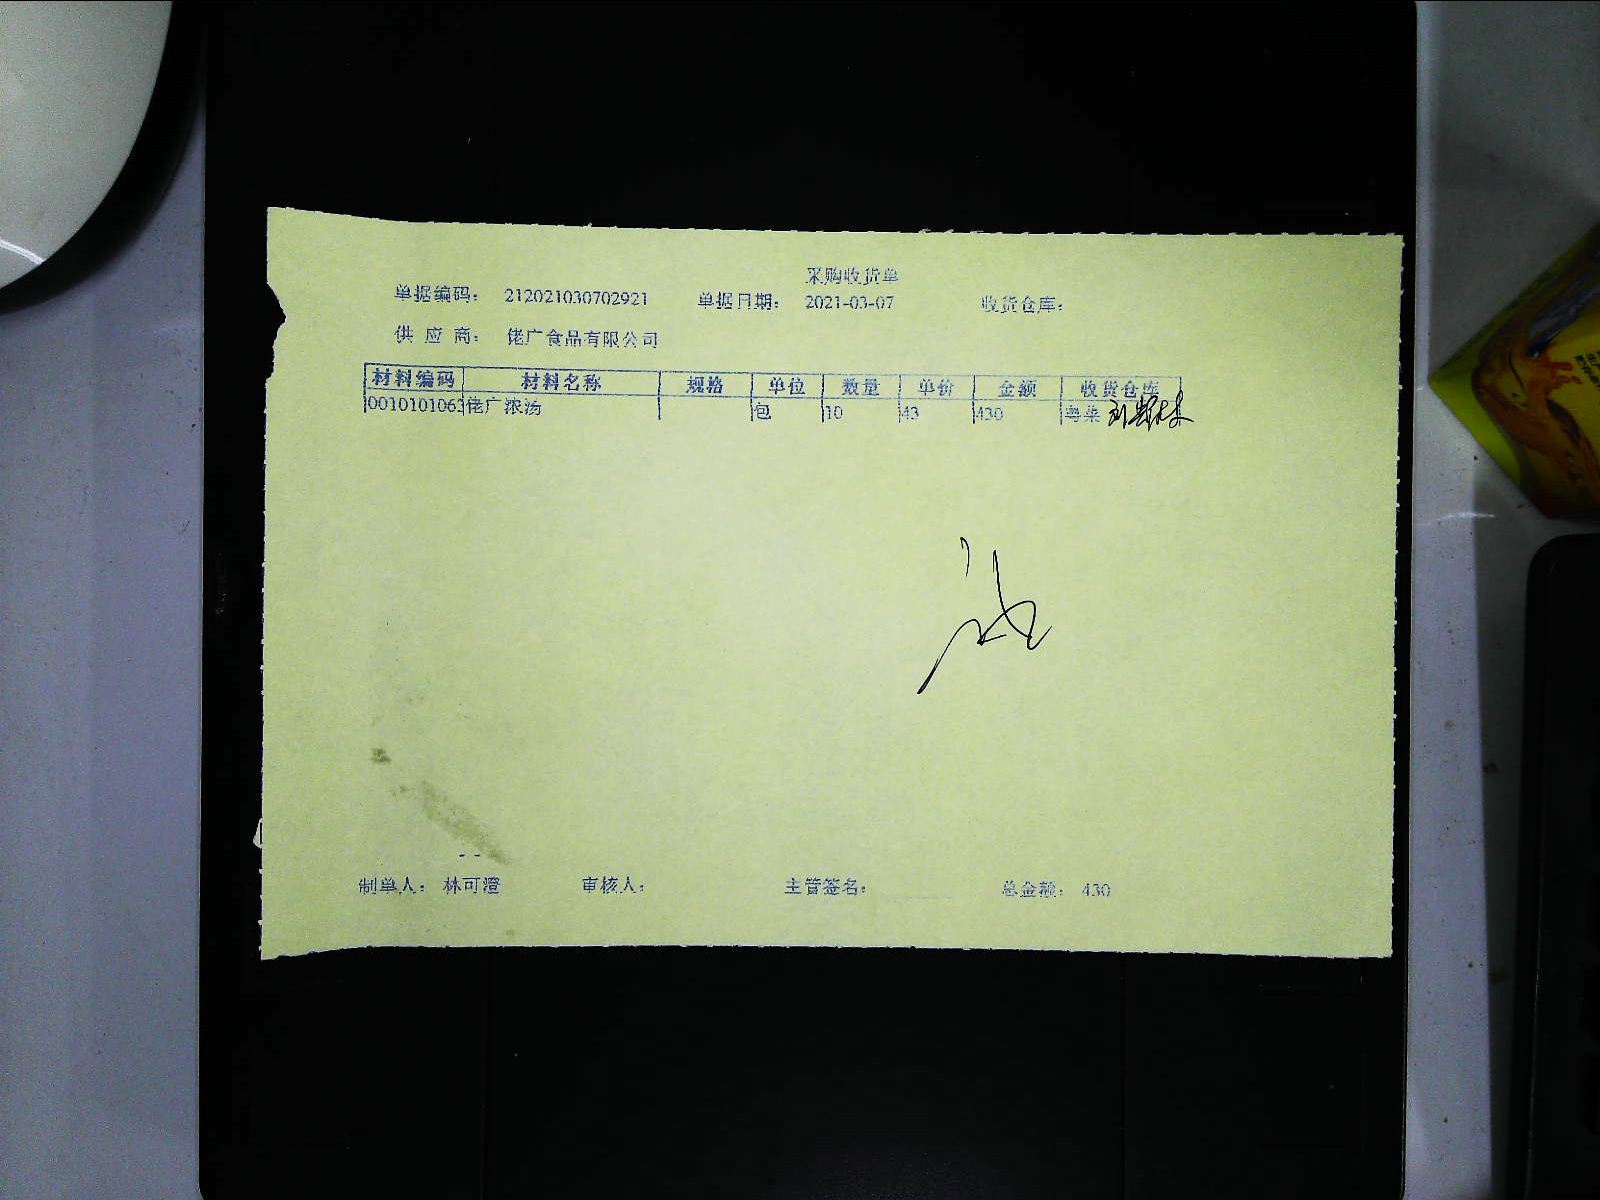 采购收货单
单据编码: 212021030702921 单据日期: 2021-03-07 收货仓库:
供应商: 佬广食品有限公司
材料编码 材料名称 规格 单位 数量 单价 金额 收货仓库
0010101063 佬广浓汤 包 10 43 430 粤菜
制单人: 林可澄 审核人: 主管签名: 总金额: 430